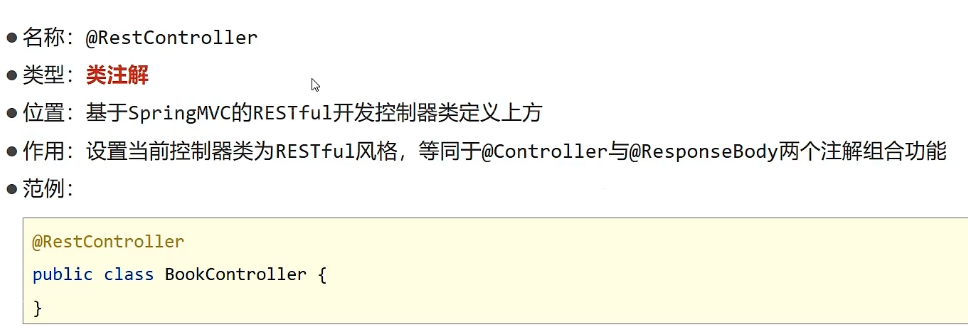 ● 名称：@RestController
● 类型：类注解
● 位置：基于SpringMVC的RESTful开发控制器类定义上方
● 作用：设置当前控制器类为RESTful风格，等同于@Controller与@ResponseBody两个注解组合功能
● 范例：
@RestController
public class BookController {
}